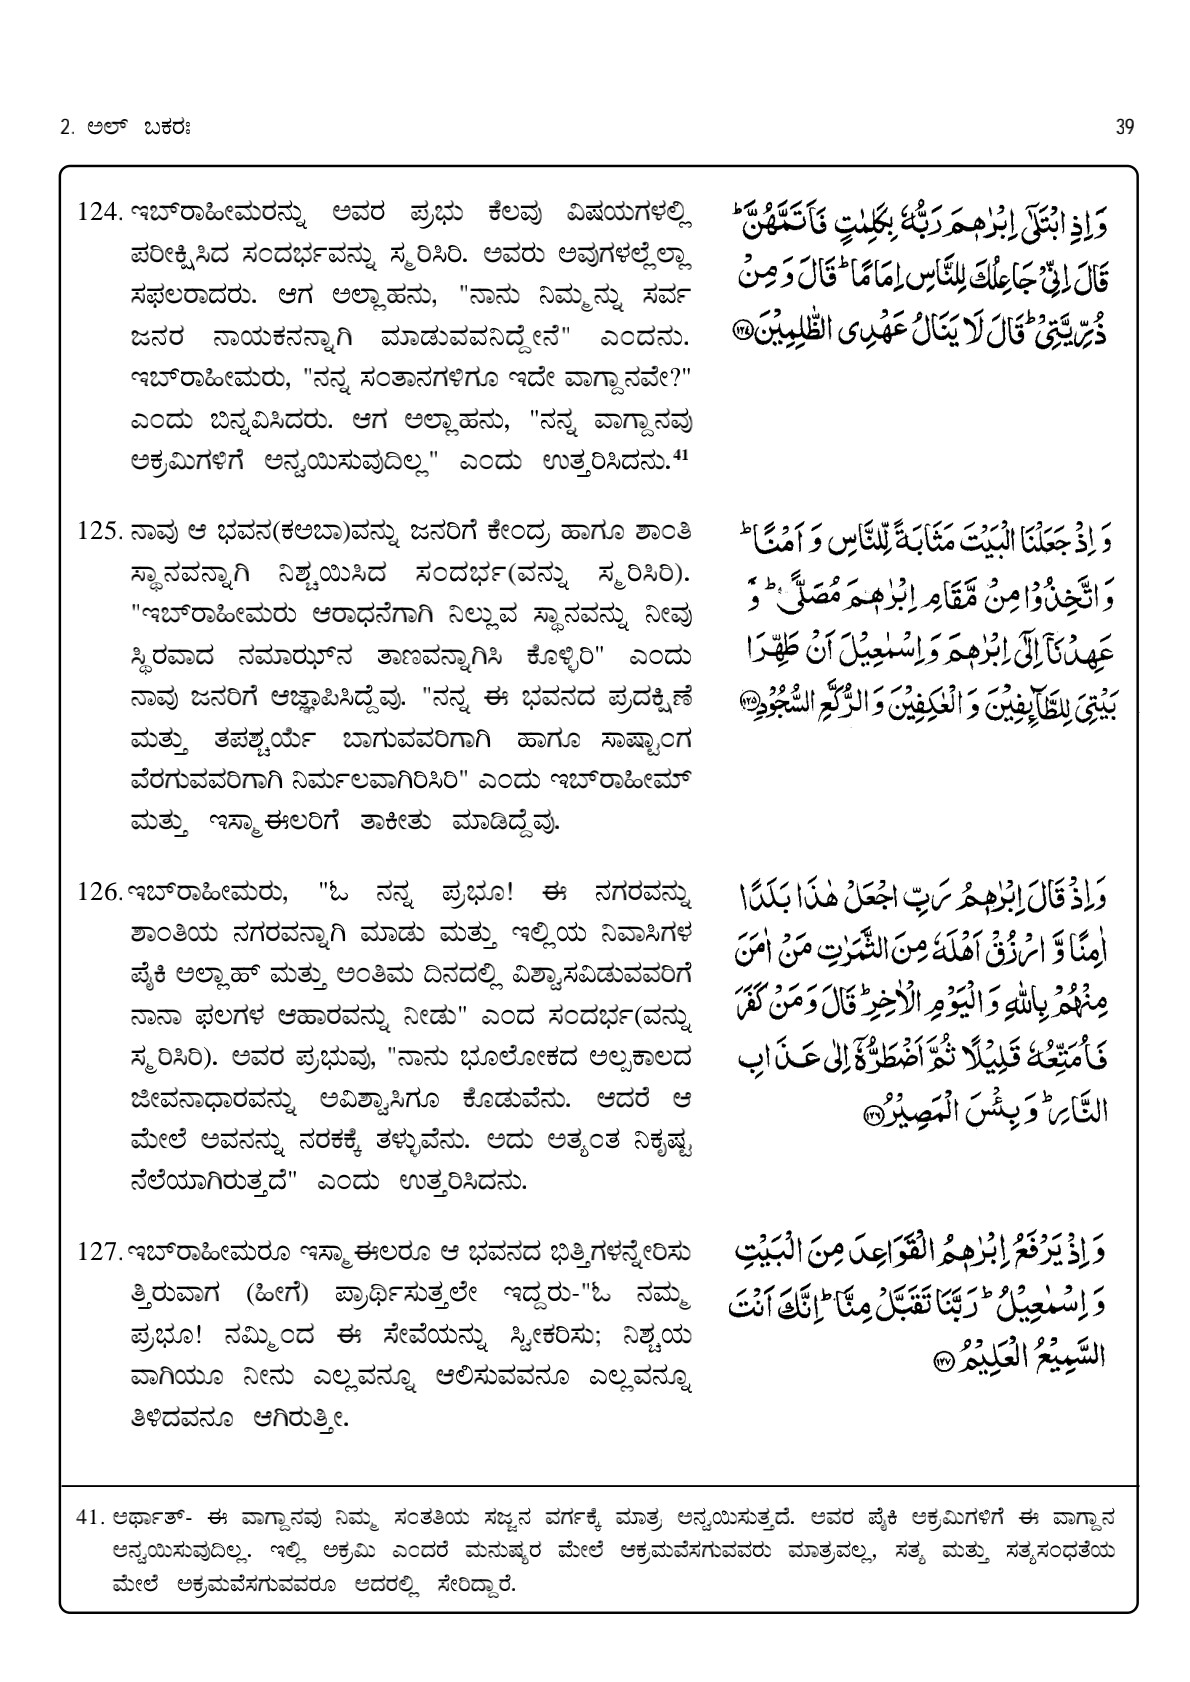 2. ಅಲ್ ಬಕರಃ
39
124. ಇಬ್‌ರಾಹೀಮರನ್ನು ಅವರ ಪ್ರಭು ಕೆಲವು ವಿಷಯಗಳಲ್ಲಿ
ಪರೀಕ್ಷಿಸಿದ ಸಂದರ್ಭವನ್ನು ಸ್ಮರಿಸಿರಿ. ಅವರು ಅವುಗಳಲ್ಲೆಲ್ಲಾ
ಸಫಲರಾದರು. ಆಗ ಅಲ್ಲಾಹನು, "ನಾನು ನಿಮ್ಮನ್ನು ಸರ್ವ
ಜನರ ನಾಯಕನನ್ನಾಗಿ ಮಾಡುವವನಿದ್ದೇನೆ" ಎಂದನು.
ಇಬ್‌ರಾಹೀಮರು, "ನನ್ನ ಸಂತಾನಗಳಿಗೂ ಇದೇ ವಾಗ್ದಾನವೇ?"
ಎಂದು ಬಿನ್ನವಿಸಿದರು. ಆಗ ಅಲ್ಲಾಹನು, "ನನ್ನ ವಾಗ್ದಾನವು
ಅಕ್ರಮಿಗಳಿಗೆ ಅನ್ವಯಿಸುವುದಿಲ್ಲ" ಎಂದು ಉತ್ತರಿಸಿದನು.41
وَاِذِ ابْتَلٰٓى اِبْرٰهٖمَ رَبُّهٗ بِكَلِمٰتٍ فَاَتَمَّهُنَّ ؕ
قَالَ اِنِّیْ جَاعِلُكَ لِلنَّاسِ اِمَامًا ؕ قَالَ وَمِنْ
ذُرِّیَّتِیْ ؕ قَالَ لَا یَنَالُ عَهْدِی الظّٰلِمِیْنَ ۝۱۲۴
125. ನಾವು ಆ ಭವನ(ಕಅಬಾ)ವನ್ನು ಜನರಿಗೆ ಕೇಂದ್ರ ಹಾಗೂ ಶಾಂತಿ
ಸ್ಥಾನವನ್ನಾಗಿ ನಿಶ್ಚಯಿಸಿದ ಸಂದರ್ಭ(ವನ್ನು ಸ್ಮರಿಸಿರಿ).
"ಇಬ್‌ರಾಹೀಮರು ಆರಾಧನೆಗಾಗಿ ನಿಲ್ಲುವ ಸ್ಥಾನವನ್ನು ನೀವು
ಸ್ಥಿರವಾದ ನಮಾಝ್‌ನ ತಾಣವನ್ನಾಗಿಸಿ ಕೊಳ್ಳಿರಿ" ಎಂದು
ನಾವು ಜನರಿಗೆ ಆಜ್ಞಾಪಿಸಿದ್ದೆವು. "ನನ್ನ ಈ ಭವನದ ಪ್ರದಕ್ಷಿಣೆ
ಮತ್ತು ತಪಶ್ಚರ್ಯೆ ಬಾಗುವವರಿಗಾಗಿ ಹಾಗೂ ಸಾಷ್ಟಾಂಗ
ವೆರಗುವವರಿಗಾಗಿ ನಿರ್ಮಲವಾಗಿರಿಸಿರಿ" ಎಂದು ಇಬ್‌ರಾಹೀಮ್
ಮತ್ತು ಇಸ್ಮಾಈಲರಿಗೆ ತಾಕೀತು ಮಾಡಿದ್ದೆವು.
وَ اِذْ جَعَلْنَا الْبَیْتَ مَثَابَةً لِّلنَّاسِ وَ اَمْنًا ؕ
وَ اتَّخِذُوْا مِنْ مَّقَامِ اِبْرٰهٖمَ مُصَلًّی ؕ وَ
عَهِدْنَاۤ اِلٰۤی اِبْرٰهٖمَ وَ اِسْمٰعِیْلَ اَنْ طَهِّرَا
بَیْتِیَ لِلطَّآئِفِیْنَ وَ الْعٰكِفِیْنَ وَ الرُّكَّعِ السُّجُوْدِ ۝۱۲۵
126. ಇಬ್‌ರಾಹೀಮರು, "ಓ ನನ್ನ ಪ್ರಭೂ! ಈ ನಗರವನ್ನು
ಶಾಂತಿಯ ನಗರವನ್ನಾಗಿ ಮಾಡು ಮತ್ತು ಇಲ್ಲಿಯ ನಿವಾಸಿಗಳ
ಪೈಕಿ ಅಲ್ಲಾಹ್ ಮತ್ತು ಅಂತಿಮ ದಿನದಲ್ಲಿ ವಿಶ್ವಾಸವಿಡುವವರಿಗೆ
ನಾನಾ ಫಲಗಳ ಆಹಾರವನ್ನು ನೀಡು" ಎಂದ ಸಂದರ್ಭ(ವನ್ನು
ಸ್ಮರಿಸಿರಿ). ಅವರ ಪ್ರಭುವು, "ನಾನು ಭೂಲೋಕದ ಅಲ್ಪಕಾಲದ
ಜೀವನಾಧಾರವನ್ನು ಅವಿಶ್ವಾಸಿಗೂ ಕೊಡುವೆನು. ಆದರೆ ಆ
ಮೇಲೆ ಅವನನ್ನು ನರಕಕ್ಕೆ ತಳ್ಳುವೆನು. ಅದು ಅತ್ಯಂತ ನಿಕೃಷ್ಟ
ನೆಲೆಯಾಗಿರುತ್ತದೆ" ಎಂದು ಉತ್ತರಿಸಿದನು.
وَ اِذْ قَالَ اِبْرٰهٖمُ رَبِّ اجْعَلْ هٰذَا بَلَدًا
اٰمِنًا وَّ ارْزُقْ اَهْلَهٗ مِنَ الثَّمَرٰتِ مَنْ اٰمَنَ
مِنْهُمْ بِاللّٰهِ وَ الْیَوْمِ الْاٰخِرِ ؕ قَالَ وَ مَنْ كَفَرَ
فَاُمَتِّعُهٗ قَلِیْلًا ثُمَّ اَضْطَرُّهٗۤ اِلٰی عَذَابِ
النَّارِ ؕ وَ بِئْسَ الْمَصِیْرُ ۝۱۲۶
127. ಇಬ್‌ರಾಹೀಮರೂ ಇಸ್ಮಾಈಲರೂ ಆ ಭವನದ ಭಿತ್ತಿಗಳನ್ನೇರಿಸು
ತ್ತಿರುವಾಗ (ಹೀಗೆ) ಪ್ರಾರ್ಥಿಸುತ್ತಲೇ ಇದ್ದರು-"ಓ ನಮ್ಮ
ಪ್ರಭೂ! ನಮ್ಮಿಂದ ಈ ಸೇವೆಯನ್ನು ಸ್ವೀಕರಿಸು; ನಿಶ್ಚಯ
ವಾಗಿಯೂ ನೀನು ಎಲ್ಲವನ್ನೂ ಆಲಿಸುವವನೂ ಎಲ್ಲವನ್ನೂ
ತಿಳಿದವನೂ ಆಗಿರುತ್ತೀ.
وَ اِذْ یَرْفَعُ اِبْرٰهٖمُ الْقَوَاعِدَ مِنَ الْبَیْتِ
وَ اِسْمٰعِیْلُ ؕ رَبَّنَا تَقَبَّلْ مِنَّا ؕ اِنَّكَ اَنْتَ
السَّمِیْعُ الْعَلِیْمُ ۝۱۲۷
41. ಅರ್ಥಾತ್- ಈ ವಾಗ್ದಾನವು ನಿಮ್ಮ ಸಂತತಿಯ ಸಜ್ಜನ ವರ್ಗಕ್ಕೆ ಮಾತ್ರ ಅನ್ವಯಿಸುತ್ತದೆ. ಅವರ ಪೈಕಿ ಅಕ್ರಮಿಗಳಿಗೆ ಈ ವಾಗ್ದಾನ
ಅನ್ವಯಿಸುವುದಿಲ್ಲ. ಇಲ್ಲಿ ಅಕ್ರಮಿ ಎಂದರೆ ಮನುಷ್ಯರ ಮೇಲೆ ಆಕ್ರಮವೆಸಗುವವರು ಮಾತ್ರವಲ್ಲ, ಸತ್ಯ ಮತ್ತು ಸತ್ಯಸಂಧತೆಯ
ಮೇಲೆ ಅಕ್ರಮವೆಸಗುವವರೂ ಅದರಲ್ಲಿ ಸೇರಿದ್ದಾರೆ.